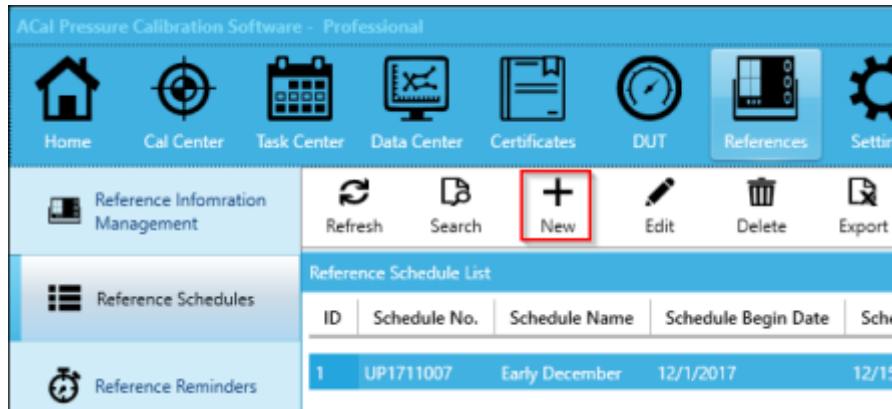 ACal Pressure Calibration Software - Professional
Home Cal Center Task Center Data Center Certificates DUT References
Reference Infomration
Management
Refresh Search New Edit Delete Export
Reference Schedule List
Reference Schedules
ID Schedule No. Schedule Name Schedule Begin Date
1 UP1711007 Early December 12/1/2017
Reference Reminders